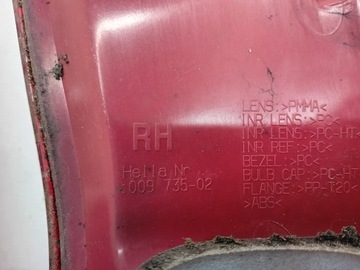 RH
Hella Nr.
009 735-02
LENS:>PMMA<
INR LENS:>PC<
INR LENS:>PC-HT<
INR REF:>PC<
BEZEL:>PC<
BULB CAP:>PC-HT
FLANGE:>PP-T20<
>ABS<